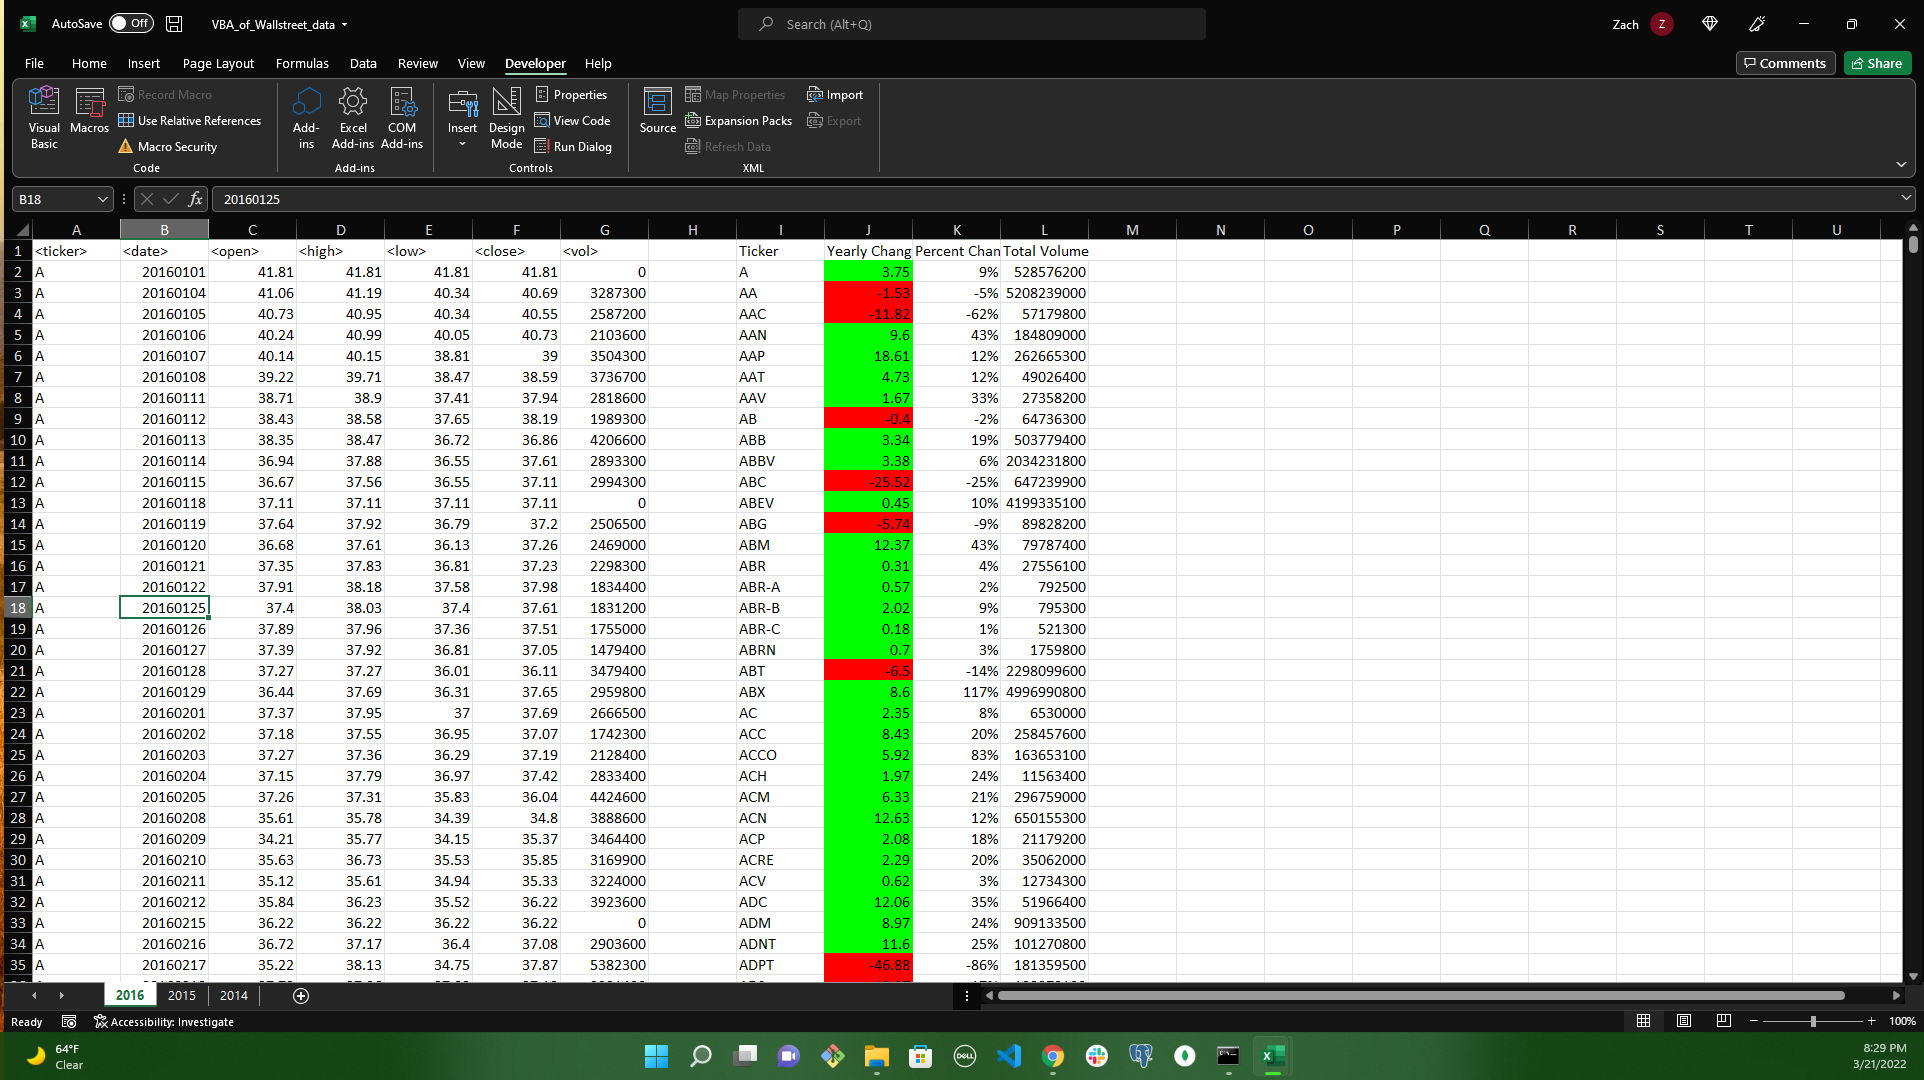 AutoSave Off VBA_of_Wallstreet_data Search (Alt+Q) Zach Z
File Home Insert Page Layout Formulas Data Review View Developer Help Comments Share
Visual Basic
Macros
Record Macro
Use Relative References
Macro Security
Code
Add-ins
Excel Add-ins
COM Add-ins
Add-ins
Insert
Design Mode
Properties
View Code
Run Dialog
Controls
Source
Map Properties
Expansion Packs
Refresh Data
Import
Export
XML
B18 fx 20160125
A B C D E F G H I J K L M N O P Q R S T U
1 <ticker> <date> <open> <high> <low> <close> <vol> Ticker Yearly Chang Percent Chan Total Volume
2 A 20160101 41.81 41.81 41.81 41.81 0 A 3.75 9% 528576200
3 A 20160104 41.06 41.19 40.34 40.69 3287300 AA -1.53 -5% 5208239000
4 A 20160105 40.73 40.95 40.34 40.55 2587200 AAC -11.82 -62% 57179800
5 A 20160106 40.24 40.99 40.05 40.73 2103600 AAN 9.6 43% 184809000
6 A 20160107 40.14 40.15 38.81 39 3504300 AAP 18.61 12% 262665300
7 A 20160108 39.22 39.71 38.47 38.59 3736700 AAT 4.73 12% 49026400
8 A 20160111 38.71 38.9 37.41 37.94 2818600 AAV 1.67 33% 27358200
9 A 20160112 38.43 38.58 37.65 38.19 1989300 AB -0.4 -2% 64736300
10 A 20160113 38.35 38.47 36.72 36.86 4206600 ABB 3.34 19% 503779400
11 A 20160114 36.94 37.88 36.55 37.61 2893300 ABBV 3.38 6% 2034231800
12 A 20160115 36.67 37.56 36.55 37.11 2994300 ABC -25.52 -25% 647239900
13 A 20160118 37.11 37.11 37.11 37.11 0 ABEV 0.45 10% 4199335100
14 A 20160119 37.64 37.92 36.79 37.2 2506500 ABG -5.74 -9% 89828200
15 A 20160120 36.68 37.61 36.13 37.26 2469000 ABM 12.37 43% 79787400
16 A 20160121 37.35 37.83 36.81 37.23 2298300 ABR 0.31 4% 27556100
17 A 20160122 37.91 38.18 37.58 37.98 1834400 ABR-A 0.57 2% 792500
18 A 20160125 37.4 38.03 37.4 37.61 1831200 ABR-B 2.02 9% 795300
19 A 20160126 37.89 37.96 37.36 37.51 1755000 ABR-C 0.18 1% 521300
20 A 20160127 37.39 37.92 36.81 37.05 1479400 ABRN 0.7 3% 1759800
21 A 20160128 37.27 37.27 36.01 36.11 3479400 ABT -6.5 -14% 2298099600
22 A 20160129 36.44 37.69 36.31 37.65 2959800 ABX 8.6 117% 4996990800
23 A 20160201 37.37 37.95 37 37.69 2666500 AC 2.35 8% 6530000
24 A 20160202 37.18 37.55 36.95 37.07 1742300 ACC 8.43 20% 258457600
25 A 20160203 37.27 37.36 36.29 37.19 2128400 ACCO 5.92 83% 163653100
26 A 20160204 37.15 37.79 36.97 37.42 2833400 ACH 1.97 24% 11563400
27 A 20160205 37.26 37.31 35.83 36.04 4424600 ACM 6.33 21% 296759000
28 A 20160208 35.61 35.78 34.39 34.8 3888600 ACN 12.63 12% 650155300
29 A 20160209 34.21 35.77 34.15 35.37 3464400 ACP 2.08 18% 21179200
30 A 20160210 35.63 36.73 35.53 35.85 3169900 ACRE 2.29 20% 35062000
31 A 20160211 35.12 35.61 34.94 35.33 3224000 ACV 0.62 3% 12734300
32 A 20160212 35.84 36.23 35.52 36.22 3923600 ADC 12.06 35% 51966400
33 A 20160215 36.22 36.22 36.22 36.22 0 ADM 8.97 24% 909133500
34 A 20160216 36.72 37.17 36.4 37.08 2903600 ADNT 11.6 25% 101270800
35 A 20160217 35.22 38.13 34.75 37.87 5382300 ADPT -46.88 -86% 181359500
2016 2015 2014
Ready Accessibility: Investigate 100%
64°F
Clear
DELL
8:29 PM
3/21/2022